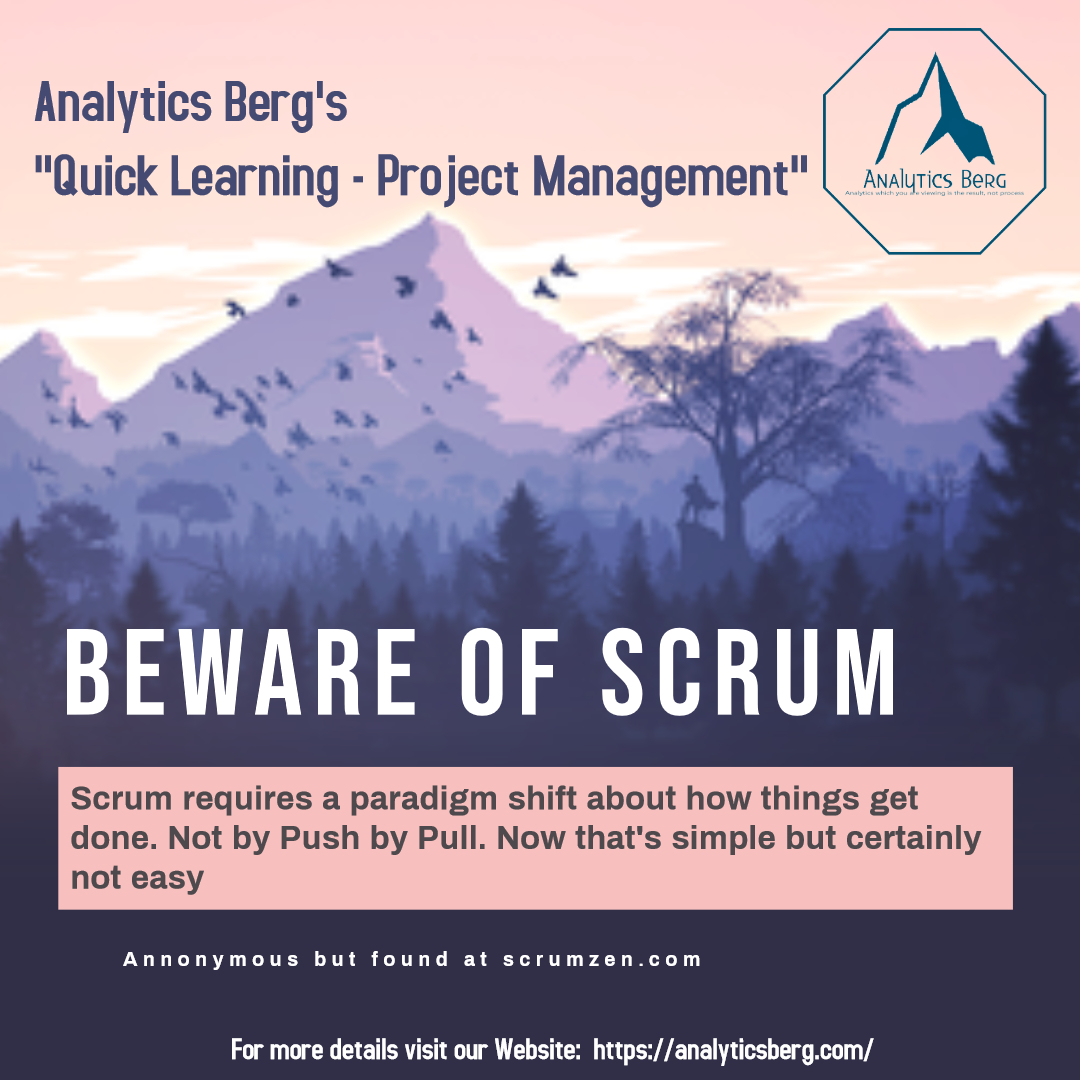 Analytics Berg's
"Quick Learning - Project Management"
Analytics Berg
Analytics which you are viewing is the result, not process
BEWARE OF SCRUM
Scrum requires a paradigm shift about how things get
done. Not by Push by Pull. Now that's simple but certainly
not easy
Annonymous but found at scrumzen.com
For more details visit our Website: https://analyticsberg.com/